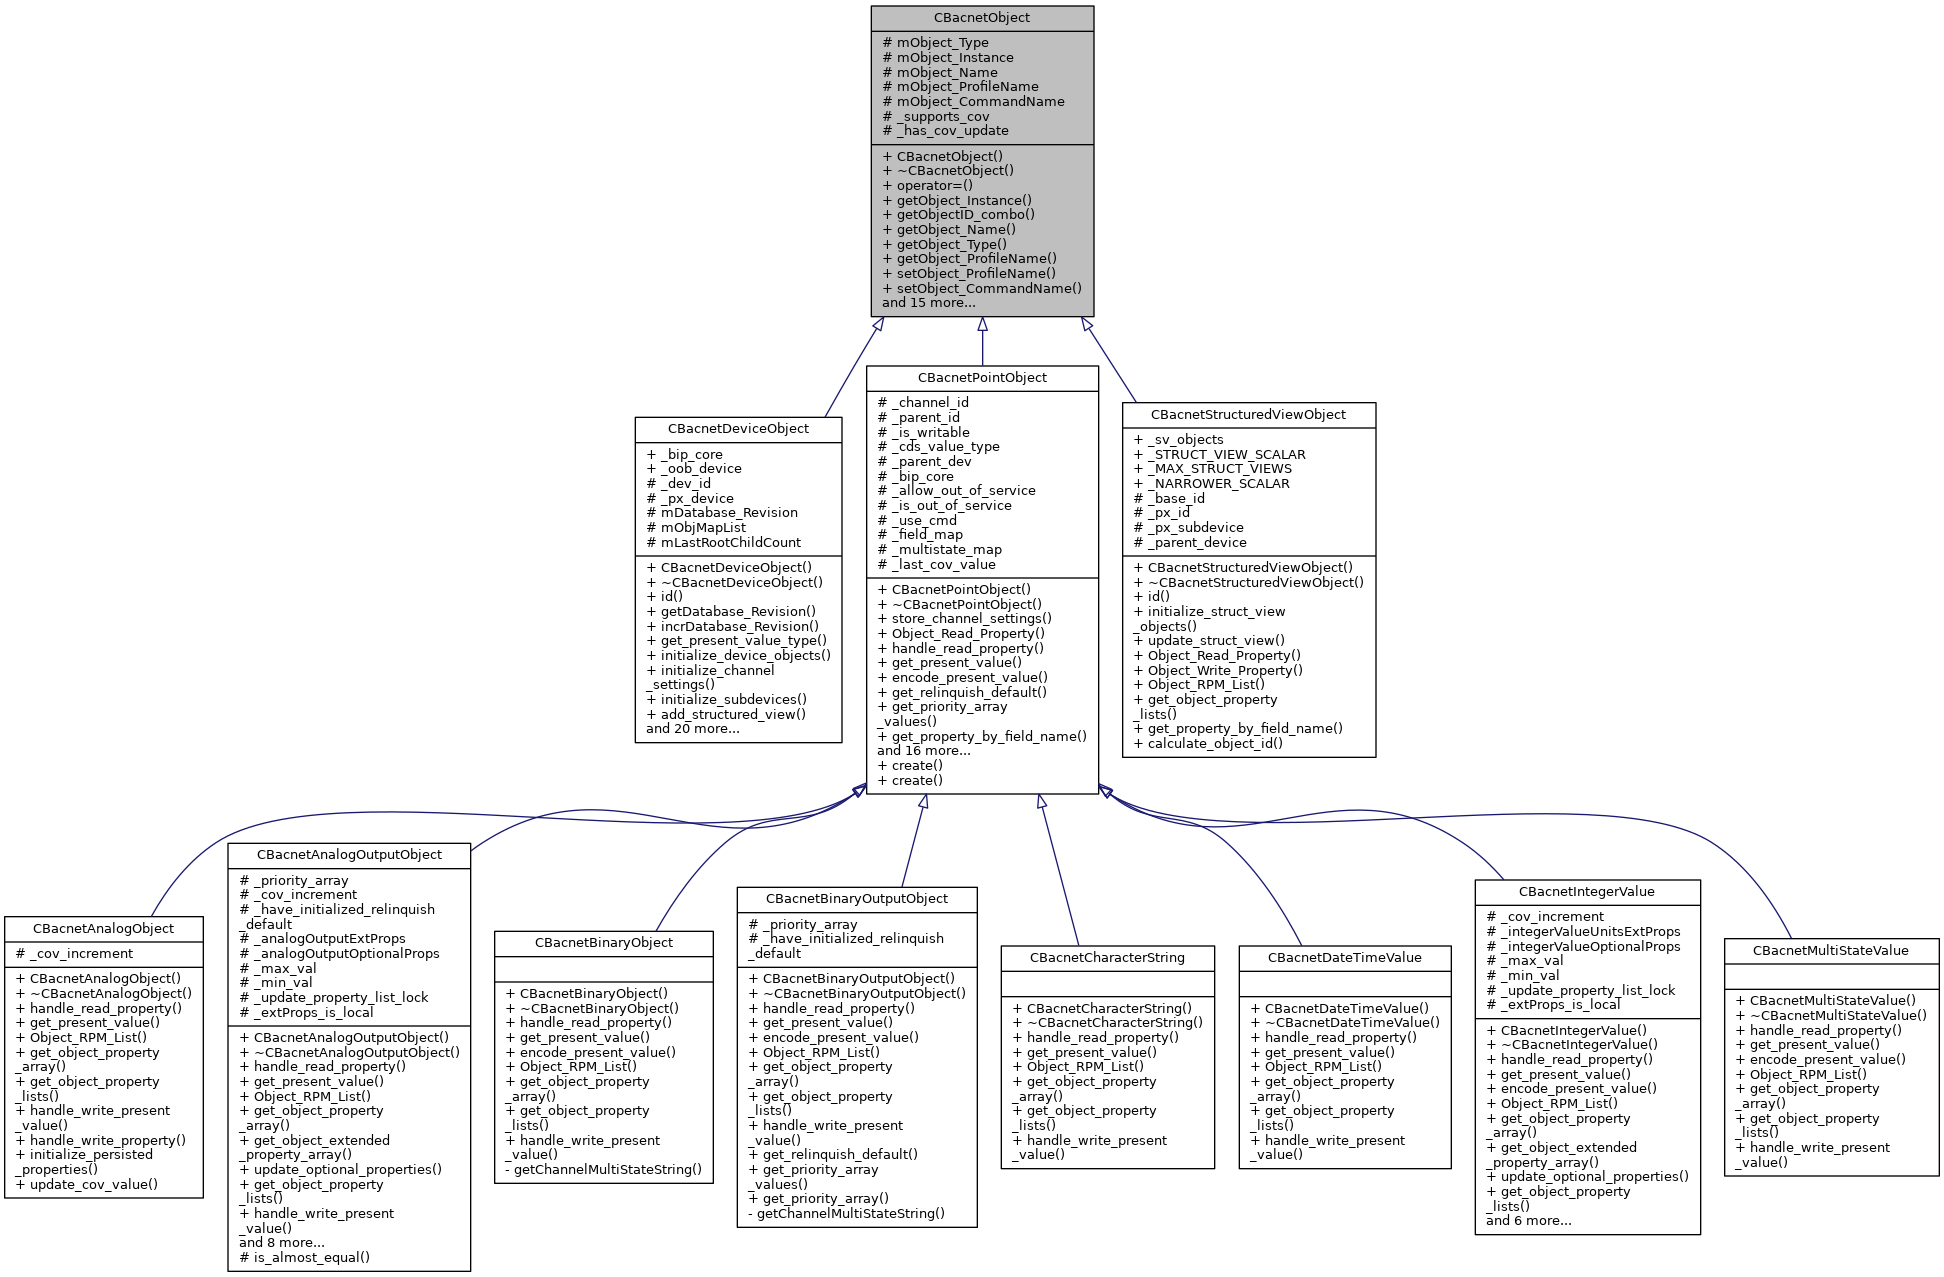 CBacnetObject
# mObject_Type
# mObject_Instance
# mObject_Name
# mObject_ProfileName
# mObject_CommandName
# _supports_cov
# _has_cov_update
+ CBacnetObject()
+ ~CBacnetObject()
+ operator=()
+ getObject_Instance()
+ getObjectID_combo()
+ getObject_Name()
+ getObject_Type()
+ getObject_ProfileName()
+ setObject_ProfileName()
+ setObject_CommandName()
and 15 more...
CBacnetDeviceObject
+ _bip_core
+ _oob_device
# _dev_id
# _px_device
# mDatabase_Revision
# mObjMapList
# mLastRootChildCount
+ CBacnetDeviceObject()
+ ~CBacnetDeviceObject()
+ id()
+ getDatabase_Revision()
+ incrDatabase_Revision()
+ get_present_value_type()
+ initialize_device_objects()
+ initialize_channel
_settings()
+ initialize_subdevices()
+ add_structured_view()
and 20 more...
CBacnetPointObject
# _channel_id
# _parent_id
# _is_writable
# _cds_value_type
# _parent_dev
# _bip_core
# _allow_out_of_service
# _is_out_of_service
# _use_cmd
# _field_map
# _multistate_map
# _last_cov_value
+ CBacnetPointObject()
+ ~CBacnetPointObject()
+ store_channel_settings()
+ Object_Read_Property()
+ handle_read_property()
+ get_present_value()
+ encode_present_value()
+ get_relinquish_default()
+ get_priority_array
_values()
+ get_property_by_field_name()
and 16 more...
+ create()
+ create()
CBacnetStructuredViewObject
+ _sv_objects
+ _STRUCT_VIEW_SCALAR
+ _MAX_STRUCT_VIEWS
+ _NARROWER_SCALAR
# _base_id
# _px_id
# _px_subdevice
# _parent_device
+ CBacnetStructuredViewObject()
+ ~CBacnetStructuredViewObject()
+ id()
+ initialize_struct_view
_objects()
+ update_struct_view()
+ Object_Read_Property()
+ Object_Write_Property()
+ Object_RPM_List()
+ get_object_property
_lists()
+ get_property_by_field_name()
+ calculate_object_id()
CBacnetAnalogObject
# _cov_increment
+ CBacnetAnalogObject()
+ ~CBacnetAnalogObject()
+ handle_read_property()
+ get_present_value()
+ Object_RPM_List()
+ get_object_property
_array()
+ get_object_property
_lists()
+ handle_write_present
_value()
+ handle_write_property()
+ initialize_persisted
_properties()
+ update_cov_value()
CBacnetAnalogOutputObject
# _priority_array
# _cov_increment
# _have_initialized_relinquish
_default
# _analogOutputExtProps
# _analogOutputOptionalProps
# _max_val
# _min_val
# _update_property_list_lock
# _extProps_is_local
+ CBacnetAnalogOutputObject()
+ ~CBacnetAnalogOutputObject()
+ handle_read_property()
+ get_present_value()
+ Object_RPM_List()
+ get_object_property
_array()
+ get_object_extended
_property_array()
+ update_optional_properties()
+ get_object_property
_lists()
+ handle_write_present
_value()
and 8 more...
# is_almost_equal()
CBacnetBinaryObject
+ CBacnetBinaryObject()
+ ~CBacnetBinaryObject()
+ handle_read_property()
+ get_present_value()
+ encode_present_value()
+ Object_RPM_List()
+ get_object_property
_array()
+ get_object_property
_lists()
+ handle_write_present
_value()
- getChannelMultiStateString()
CBacnetBinaryOutputObject
# _priority_array
# _have_initialized_relinquish
_default
+ CBacnetBinaryOutputObject()
+ ~CBacnetBinaryOutputObject()
+ handle_read_property()
+ get_present_value()
+ encode_present_value()
+ Object_RPM_List()
+ get_object_property
_array()
+ get_object_property
_lists()
+ handle_write_present
_value()
+ get_relinquish_default()
+ get_priority_array
_values()
+ get_priority_array()
- getChannelMultiStateString()
CBacnetCharacterString
+ CBacnetCharacterString()
+ ~CBacnetCharacterString()
+ handle_read_property()
+ get_present_value()
+ Object_RPM_List()
+ get_object_property
_array()
+ get_object_property
_lists()
+ handle_write_present
_value()
CBacnetDateTimeValue
+ CBacnetDateTimeValue()
+ ~CBacnetDateTimeValue()
+ handle_read_property()
+ get_present_value()
+ Object_RPM_List()
+ get_object_property
_array()
+ get_object_property
_lists()
+ handle_write_present
_value()
CBacnetIntegerValue
# _cov_increment
# _integerValueUnitsExtProps
# _integerValueOptionalProps
# _max_val
# _min_val
# _update_property_list_lock
# _extProps_is_local
+ CBacnetIntegerValue()
+ ~CBacnetIntegerValue()
+ handle_read_property()
+ get_present_value()
+ encode_present_value()
+ Object_RPM_List()
+ get_object_property
_array()
+ get_object_extended
_property_array()
+ update_optional_properties()
+ get_object_property
_lists()
and 6 more...
CBacnetMultiStateValue
+ CBacnetMultiStateValue()
+ ~CBacnetMultiStateValue()
+ handle_read_property()
+ get_present_value()
+ encode_present_value()
+ Object_RPM_List()
+ get_object_property
_array()
+ get_object_property
_lists()
+ handle_write_present
_value()